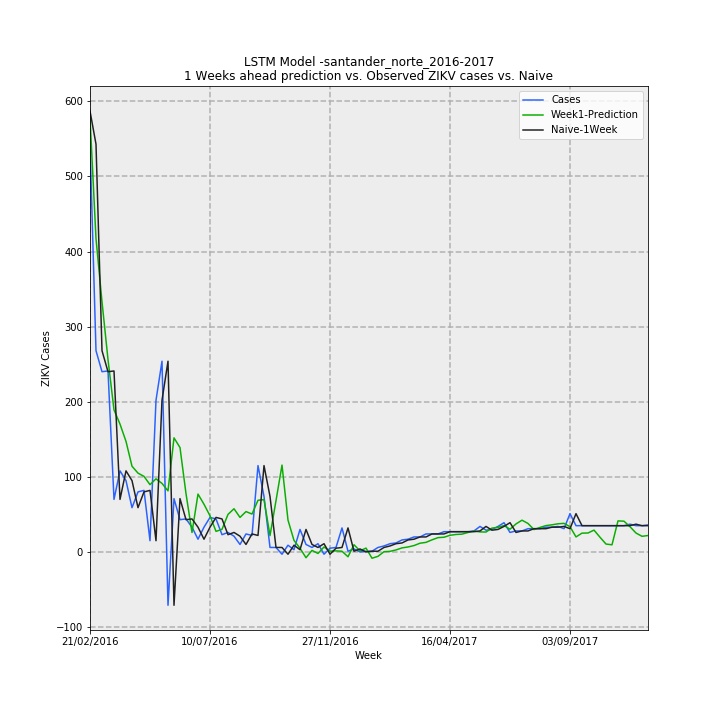 LSTM Model -santander_norte_2016-2017
1 Weeks ahead prediction vs. Observed ZIKV cases vs. Naive
Cases
Week1-Prediction
Naive-1Week
600
500
400
300
200
100
0
−100
ZIKV Cases
21/02/2016
10/07/2016
27/11/2016
16/04/2017
03/09/2017
Week